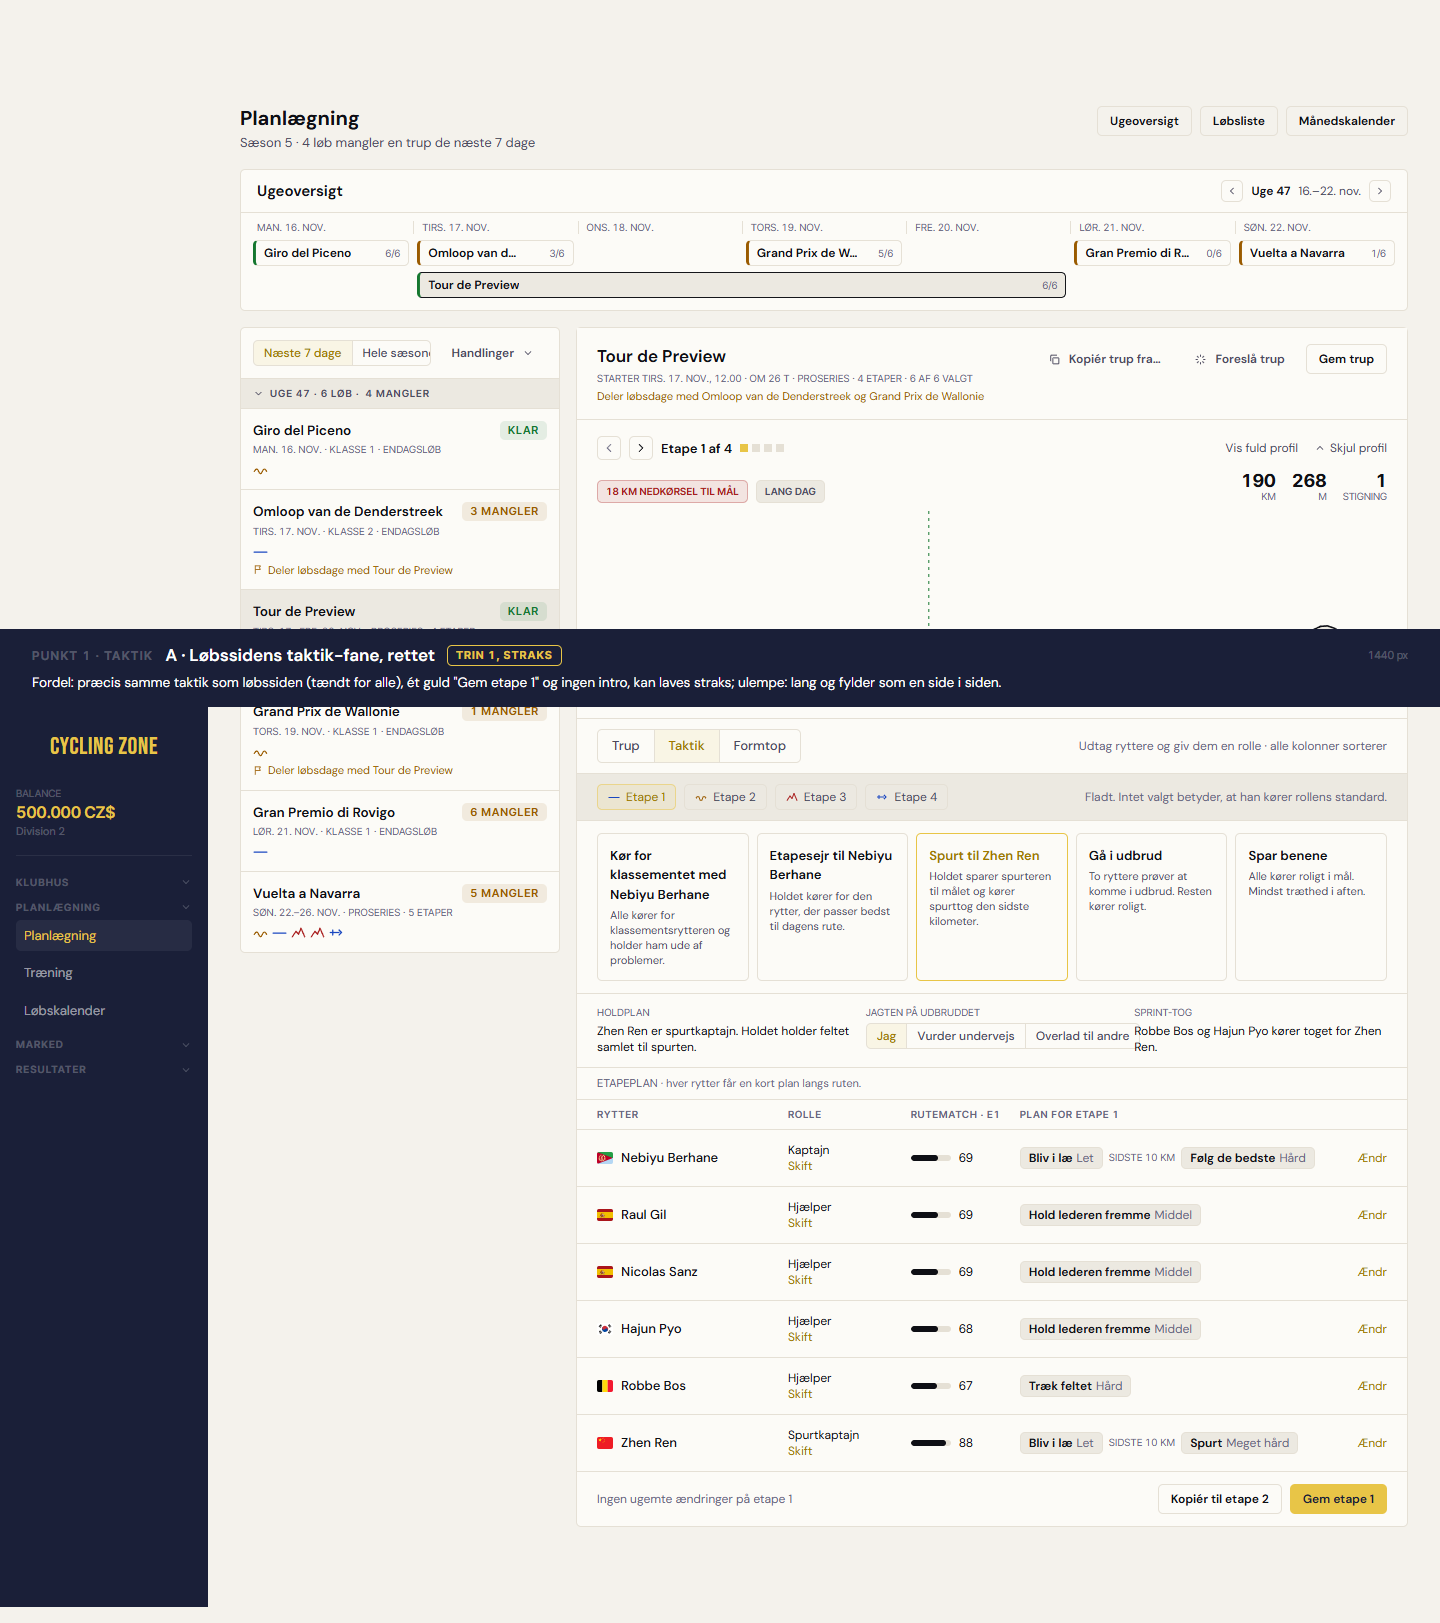 Planlægning
Sæson 5 · 4 løb mangler en trup de næste 7 dage
Ugeoversigt
Løbsliste
Månedskalender
Ugeoversigt
Uge 47 16.–22. nov.
MAN. 16. NOV.
TIRS. 17. NOV.
ONS. 18. NOV.
TORS. 19. NOV.
FRE. 20. NOV.
LØR. 21. NOV.
SØN. 22. NOV.
Giro del Piceno 6/6
Omloop van d... 3/6
Grand Prix de W... 5/6
Gran Premio di R... 0/6
Vuelta a Navarra 1/6
Tour de Preview 6/6
Næste 7 dage
Hele sæson
Handlinger
UGE 47 · 6 LØB · 4 MANGLER
Giro del Piceno KLAR
MAN. 16. NOV. · KLASSE 1 · ENDAGSLØB
Omloop van de Denderstreek 3 MANGLER
TIRS. 17. NOV. · KLASSE 2 · ENDAGSLØB
Deler løbsdage med Tour de Preview
Tour de Preview KLAR
Tour de Preview
Kopiér trup fra...
Foreslå trup
Gem trup
STARTER TIRS. 17. NOV., 12.00 · OM 26 T · PROSERIES · 4 ETAPER · 6 AF 6 VALGT
Deler løbsdage med Omloop van de Denderstreek og Grand Prix de Wallonie
Etape 1 af 4
Vis fuld profil
Skjul profil
18 KM NEDKØRSEL TIL MÅL
LANG DAG
190 268 1
KM M STIGNING
PUNKT 1 · TAKTIK A · Løbssidens taktik-fane, rettet TRIN 1, STRAKS
1440 px
Fordel: præcis samme taktik som løbssiden (tændt for alle), ét guld "Gem etape 1" og ingen intro, kan laves straks; ulempe: lang og fylder som en side i siden.
CYCLING ZONE
BALANCE
500.000 CZ$
Division 2
KLUBHUS
PLANLÆGNING
Planlægning
Træning
Løbskalender
MARKED
RESULTATER
Grand Prix de Wallonie 1 MANGLER
TORS. 19. NOV. · KLASSE 1 · ENDAGSLØB
Deler løbsdage med Tour de Preview
Gran Premio di Rovigo 6 MANGLER
LØR. 21. NOV. · KLASSE 1 · ENDAGSLØB
Vuelta a Navarra 5 MANGLER
SØN. 22.–26. NOV. · PROSERIES · 5 ETAPER
Trup
Taktik
Formtop
Udtag ryttere og giv dem en rolle · alle kolonner sorterer
Etape 1
Etape 2
Etape 3
Etape 4
Fladt. Intet valgt betyder, at han kører rollens standard.
Kør for
klassementet med
Nebiyu Berhane
Alle kører for
klassementsrytteren og
holder ham ude af
problemer.
Etapesejr til Nebiyu
Berhane
Holdet kører for den
rytter, der passer bedst
til dagens rute.
Spurt til Zhen Ren
Holdet sparer spurteren
til målet og kører
spurttog den sidste
kilometer.
Gå i udbrud
To ryttere prøver at
komme i udbrud. Resten
kører roligt.
Spar benene
Alle kører roligt i mål.
Mindst træthed i aften.
HOLDPLAN
Zhen Ren er spurtkaptajn. Holdet holder feltet
samlet til spurten.
JAGTEN PÅ UDBRUDDET
Jag
Vurder undervejs
Overlad til andre
SPRINT-TOG
Robbe Bos og Hajun Pyo kører toget for Zhen
Ren.
ETAPEPLAN · hver rytter får en kort plan langs ruten.
RYTTER ROLLE RUTEMATCH · E1 PLAN FOR ETAPE 1
Nebiyu Berhane Kaptajn Skift 69 Bliv i læ Let SIDSTE 10 KM Følg de bedste Hård Ændr
Raul Gil Hjælper Skift 69 Hold lederen fremme Middel Ændr
Nicolas Sanz Hjælper Skift 69 Hold lederen fremme Middel Ændr
Hajun Pyo Hjælper Skift 68 Hold lederen fremme Middel Ændr
Robbe Bos Hjælper Skift 67 Træk feltet Hård Ændr
Zhen Ren Spurtkaptajn Skift 88 Bliv i læ Let SIDSTE 10 KM Spurt Meget hård Ændr
Ingen ugemte ændringer på etape 1
Kopiér til etape 2
Gem etape 1